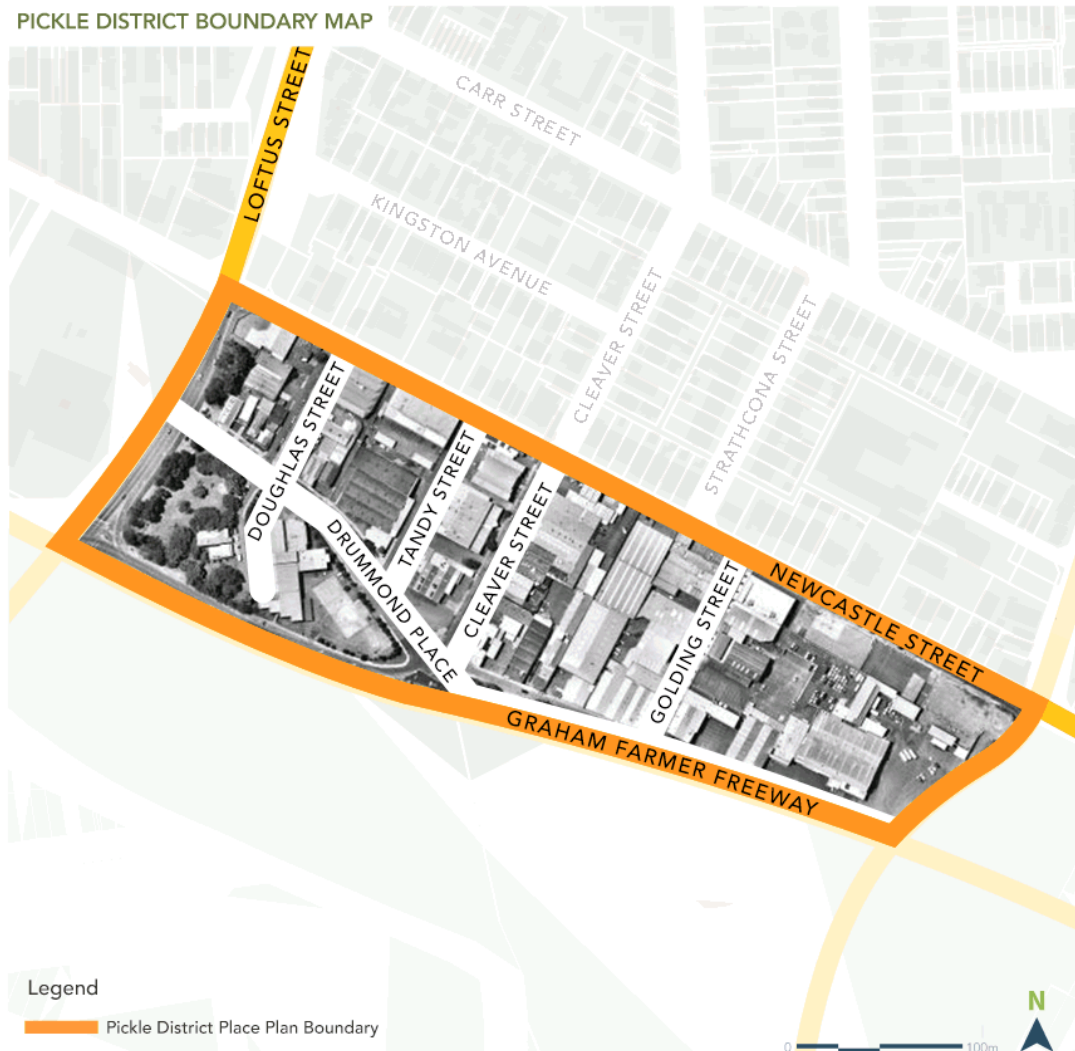 PICKLE DISTRICT BOUNDARY MAP
LOFTUS STREET
CARR STREET
KINGSTON AVENUE
CLEAVER STREET
STRATHCONA STREET
DOUGHLAS STREET
DRUMMOND PLACE
TANDY STREET
CLEAVER STREET
GOLDING STREET
NEWCASTLE STREET
GRAHAM FARMER FREEWAY
Legend
Pickle District Place Plan Boundary
N
0 100m